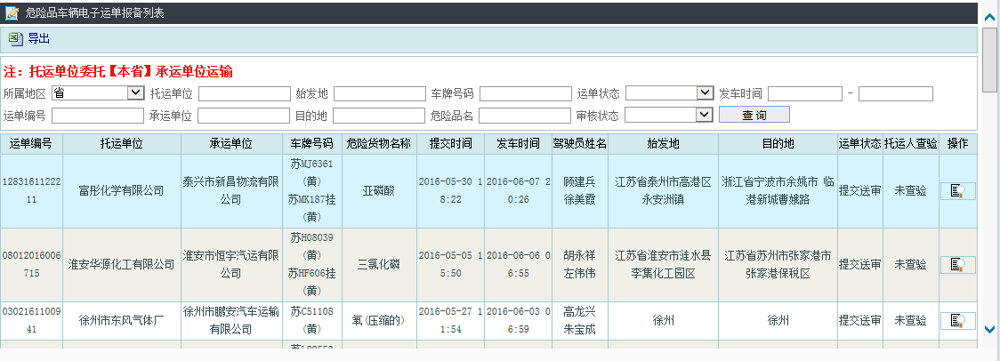 危险品车辆电子运单报备列表
导出
注：托运单位委托【本省】承运单位运输
所属地区 省 托运单位 始发地 车牌号码 运单状态 发车时间 -
运单编号 承运单位 目的地 危险品名 审核状态 查 询
运单编号 托运单位 承运单位 车牌号码 危险货物名称 提交时间 发车时间 驾驶员姓名 始发地 目的地 运单状态 托运人查验 操作
12831611222
11
富彤化学有限公司
泰兴市新昌物流有限
公司
苏MJ6361
(黄)
苏MK187挂
(黄)
亚磷酸
2016-05-30 1
8:22
2016-06-07 2
0:26
顾建兵
徐美霞
江苏省泰州市高港区
永安洲镇
浙江省宁波市余姚市 临
港新城曹娥路
提交送审
未查验
08012016006
715
淮安华源化工有限公司
淮安市恒宇汽运有限
公司
苏H08039
(黄)
苏HF606挂
(黄)
三氯化磷
2016-05-05 1
5:50
2016-06-06 0
6:55
胡永祥
左伟伟
江苏省淮安市涟水县
李集化工园区
江苏省苏州市张家港市
张家港保税区
提交送审
未查验
03021611009
41
徐州市东风气体厂
徐州市鹏安汽车运输
有限公司
苏C51108
(黄)
氧(压缩的)
2016-05-27 1
1:54
2016-06-03 0
6:59
高龙兴
朱宝成
徐州
徐州
提交送审
未查验